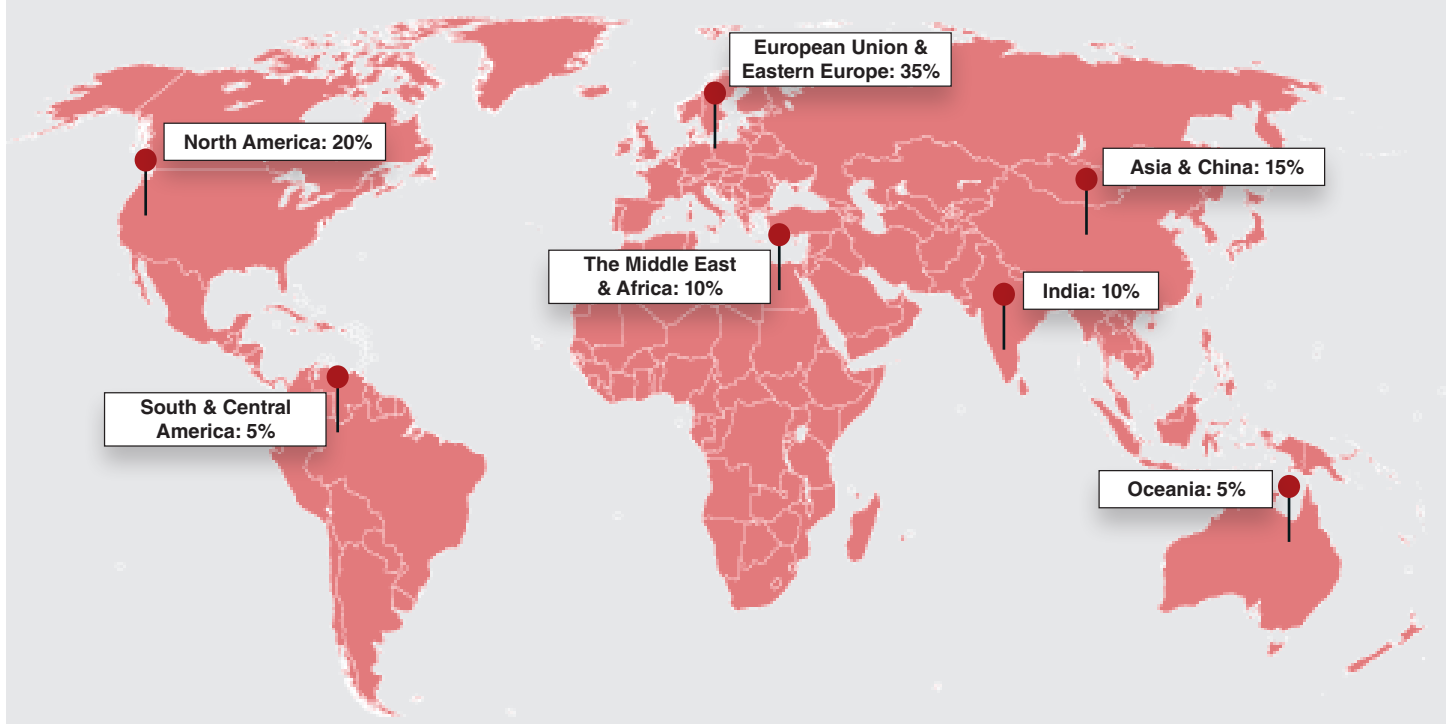 European Union &
Eastern Europe: 35%
North America: 20%
Asia & China: 15%
The Middle East
& Africa: 10%
India: 10%
South & Central
America: 5%
Oceania: 5%